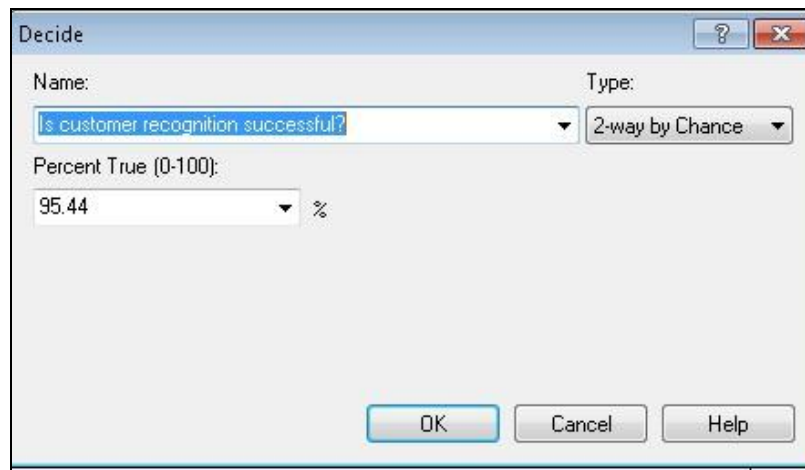 Decide
Name: Type:
Is customer recognition successful? 2-way by Chance
Percent True (0-100):
95.44 %
OK Cancel Help